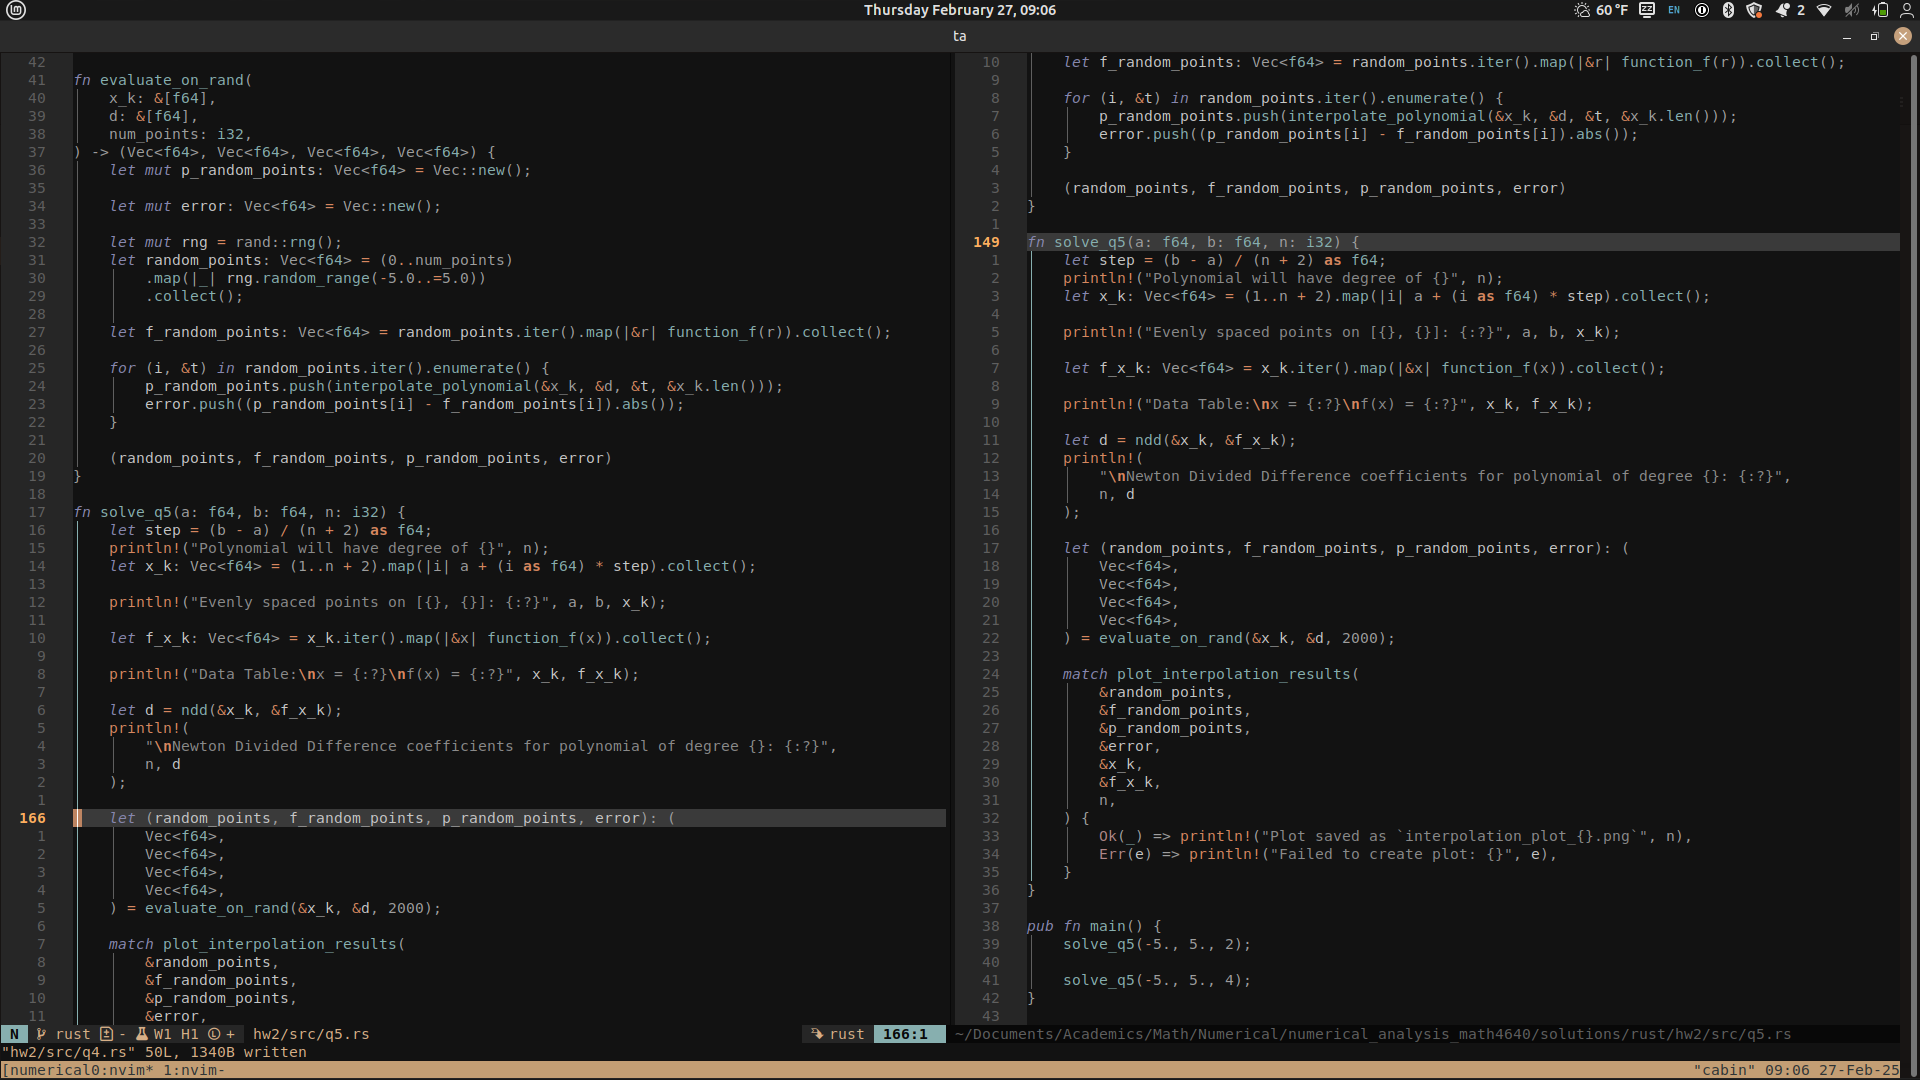 Thursday February 27, 09:06
60 °F
EN
2
ta
42
41 fn evaluate_on_rand(
40     x_k: &[f64],
39     d: &[f64],
38     num_points: i32,
37 ) -> (Vec<f64>, Vec<f64>, Vec<f64>, Vec<f64>) {
36     let mut p_random_points: Vec<f64> = Vec::new();
35
34     let mut error: Vec<f64> = Vec::new();
33
32     let mut rng = rand::rng();
31     let random_points: Vec<f64> = (0..num_points)
30         .map(|_| rng.random_range(-5.0..=5.0))
29         .collect();
28
27     let f_random_points: Vec<f64> = random_points.iter().map(|&r| function_f(r)).collect();
26
25     for (i, &t) in random_points.iter().enumerate() {
24         p_random_points.push(interpolate_polynomial(&x_k, &d, &t, &x_k.len()));
23         error.push((p_random_points[i] - f_random_points[i]).abs());
22     }
21
20     (random_points, f_random_points, p_random_points, error)
19 }
18
17 fn solve_q5(a: f64, b: f64, n: i32) {
16     let step = (b - a) / (n + 2) as f64;
15     println!("Polynomial will have degree of {}", n);
14     let x_k: Vec<f64> = (1..n + 2).map(|i| a + (i as f64) * step).collect();
13
12     println!("Evenly spaced points on [{}, {}]: {:?}", a, b, x_k);
11
10     let f_x_k: Vec<f64> = x_k.iter().map(|&x| function_f(x)).collect();
9
8     println!("Data Table:\nx = {:?}\nf(x) = {:?}", x_k, f_x_k);
7
6     let d = ndd(&x_k, &f_x_k);
5     println!(
4         "\nNewton Divided Difference coefficients for polynomial of degree {}: {:?}",
3         n, d
2     );
1
166     let (random_points, f_random_points, p_random_points, error): (
1         Vec<f64>,
2         Vec<f64>,
3         Vec<f64>,
4         Vec<f64>,
5     ) = evaluate_on_rand(&x_k, &d, 2000);
6
7     match plot_interpolation_results(
8         &random_points,
9         &f_random_points,
10         &p_random_points,
11         &error,
N rust - W1 H1 + hw2/src/q5.rs rust 166:1
10     let f_random_points: Vec<f64> = random_points.iter().map(|&r| function_f(r)).collect();
9
8     for (i, &t) in random_points.iter().enumerate() {
7         p_random_points.push(interpolate_polynomial(&x_k, &d, &t, &x_k.len()));
6         error.push((p_random_points[i] - f_random_points[i]).abs());
5     }
4
3     (random_points, f_random_points, p_random_points, error)
2 }
1
149 fn solve_q5(a: f64, b: f64, n: i32) {
1     let step = (b - a) / (n + 2) as f64;
2     println!("Polynomial will have degree of {}", n);
3     let x_k: Vec<f64> = (1..n + 2).map(|i| a + (i as f64) * step).collect();
4
5     println!("Evenly spaced points on [{}, {}]: {:?}", a, b, x_k);
6
7     let f_x_k: Vec<f64> = x_k.iter().map(|&x| function_f(x)).collect();
8
9     println!("Data Table:\nx = {:?}\nf(x) = {:?}", x_k, f_x_k);
10
11     let d = ndd(&x_k, &f_x_k);
12     println!(
13         "\nNewton Divided Difference coefficients for polynomial of degree {}: {:?}",
14         n, d
15     );
16
17     let (random_points, f_random_points, p_random_points, error): (
18         Vec<f64>,
19         Vec<f64>,
20         Vec<f64>,
21         Vec<f64>,
22     ) = evaluate_on_rand(&x_k, &d, 2000);
23
24     match plot_interpolation_results(
25         &random_points,
26         &f_random_points,
27         &p_random_points,
28         &error,
29         &x_k,
30         &f_x_k,
31         n,
32     ) {
33         Ok(_) => println!("Plot saved as `interpolation_plot_{}.png`", n),
34         Err(e) => println!("Failed to create plot: {}", e),
35     }
36 }
37
38 pub fn main() {
39     solve_q5(-5., 5., 2);
40
41     solve_q5(-5., 5., 4);
42 }
43
~/Documents/Academics/Math/Numerical/numerical_analysis_math4640/solutions/rust/hw2/src/q5.rs
"hw2/src/q4.rs" 50L, 1340B written
[numerical0:nvim* 1:nvim- "cabin" 09:06 27-Feb-25